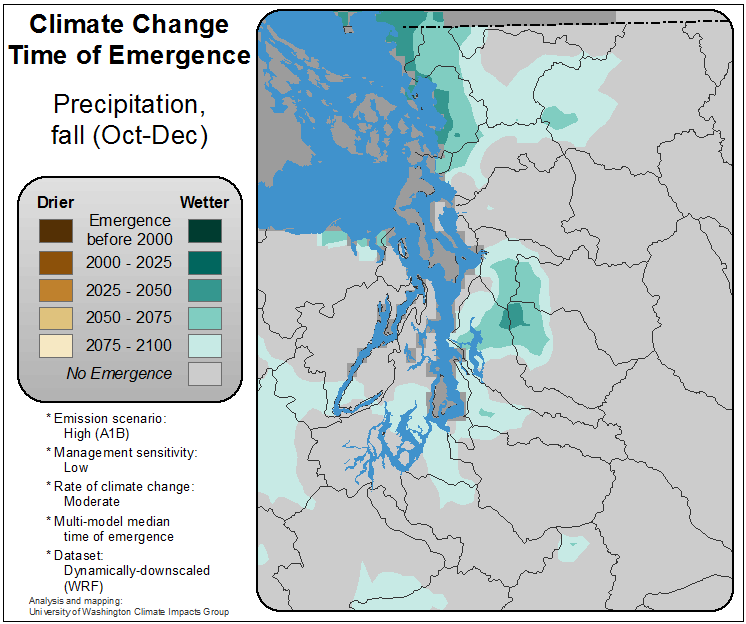 Climate Change
Time of Emergence
Precipitation,
fall (Oct-Dec)
Drier Wetter
Emergence
before 2000
2000 - 2025
2025 - 2050
2050 - 2075
2075 - 2100
No Emergence
* Emission scenario:
High (A1B)
* Management sensitivity:
Low
* Rate of climate change:
Moderate
* Multi-model median
time of emergence
* Dataset:
Dynamically-downscaled
(WRF)
Analysis and mapping:
University of Washington Climate Impacts Group